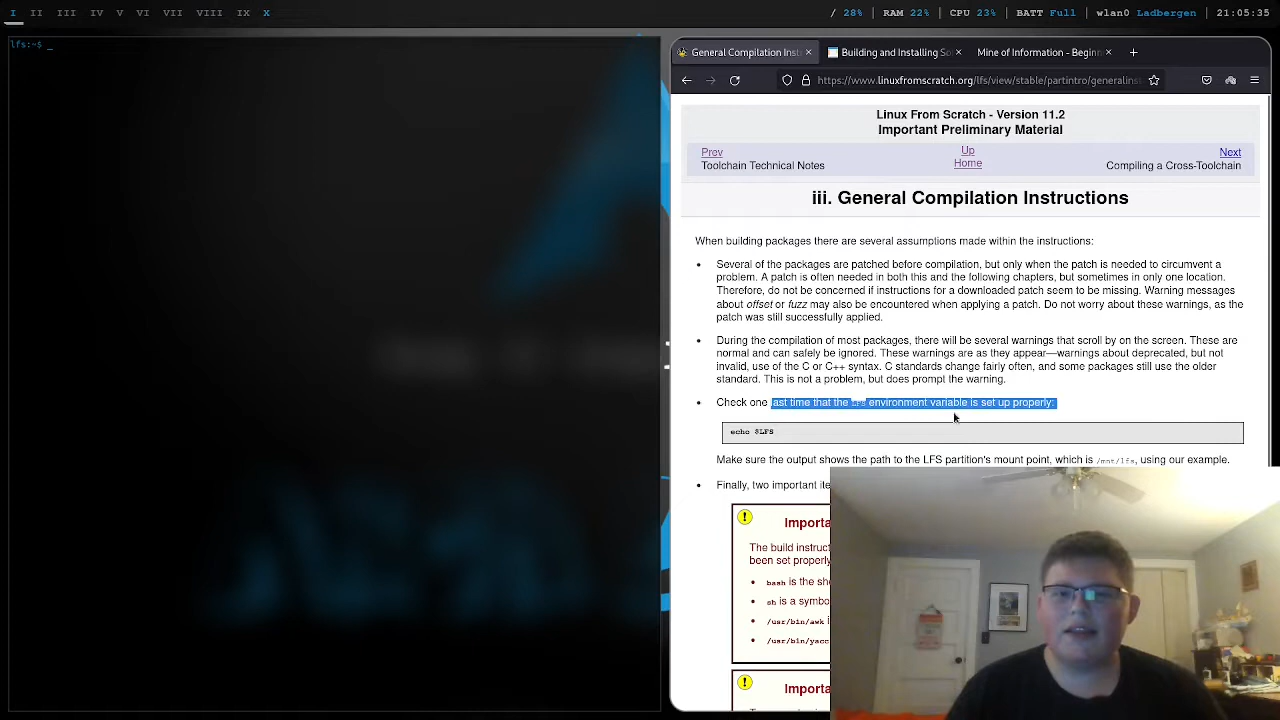 I II III IV V VI VII VIII IX X
/ 28% | RAM 22% | CPU 23% | BATT Full | wlan0 Ladbergen | 21:05:35
lfs:~$ _
General Compilation Inst
Building and Installing So
Mine of Information - Beginn
https://www.linuxfromscratch.org/lfs/view/stable/partintro/generalins
Linux From Scratch - Version 11.2
Important Preliminary Material
Prev
Up
Next
Toolchain Technical Notes
Home
Compiling a Cross-Toolchain
iii. General Compilation Instructions
When building packages there are several assumptions made within the instructions:
• Several of the packages are patched before compilation, but only when the patch is needed to circumvent a
problem. A patch is often needed in both this and the following chapters, but sometimes in only one location.
Therefore, do not be concerned if instructions for a downloaded patch seem to be missing. Warning messages
about offset or fuzz may also be encountered when applying a patch. Do not worry about these warnings, as the
patch was still successfully applied.
• During the compilation of most packages, there will be several warnings that scroll by on the screen. These are
normal and can safely be ignored. These warnings are as they appear—warnings about deprecated, but not
invalid, use of the C or C++ syntax. C standards change fairly often, and some packages still use the older
standard. This is not a problem, but does prompt the warning.
• Check one last time that the LFS environment variable is set up properly:
echo $LFS
Make sure the output shows the path to the LFS partition's mount point, which is /mnt/lfs, using our example.
• Finally, two important ite
Importa
The build instruct
been set properly
• bash is the she
• sh is a symbo
• /usr/bin/awk i
• /usr/bin/yacc
Importa